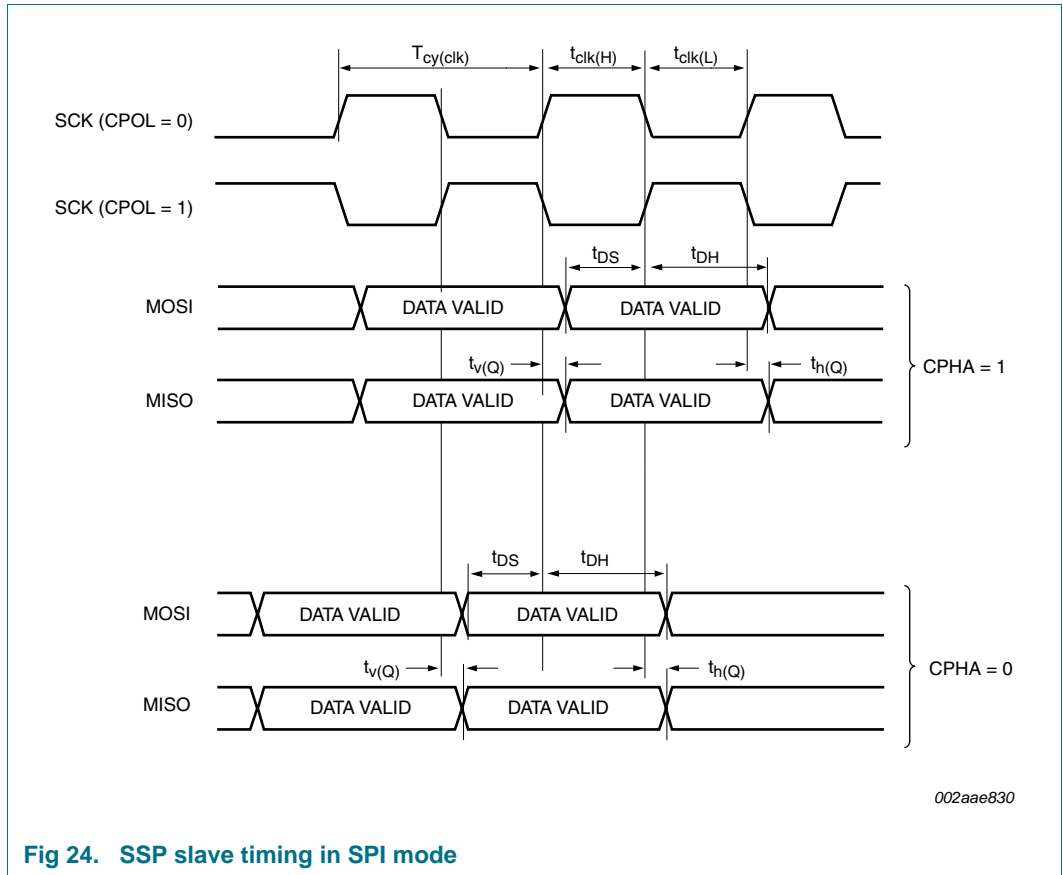 Tcy(clk) tclk(H) tclk(L)
SCK (CPOL = 0)
SCK (CPOL = 1)
tDS tDH
MOSI DATA VALID DATA VALID
tv(Q) th(Q)
CPHA = 1
MISO DATA VALID DATA VALID
tDS tDH
MOSI DATA VALID DATA VALID
tv(Q) th(Q)
CPHA = 0
MISO DATA VALID DATA VALID
002aae830
Fig 24. SSP slave timing in SPI mode